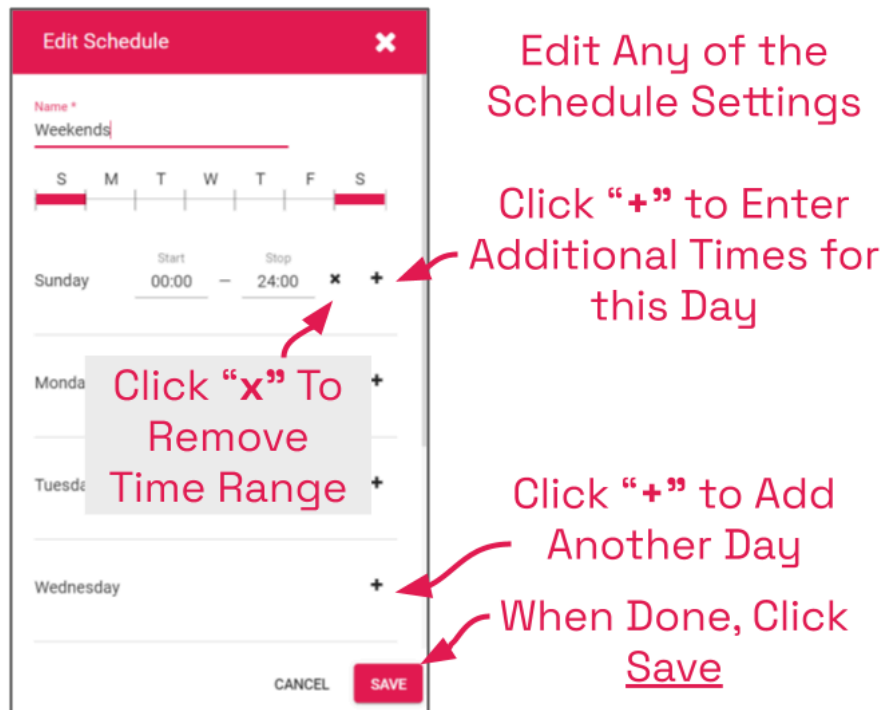 Edit Schedule
Name *
Weekends
S M T W T F S
Start Stop
Sunday 00:00 – 24:00 × +
Monda +
Tuesda +
Wednesday +
CANCEL SAVE
Edit Any of the
Schedule Settings
Click “+” to Enter
Additional Times for
this Day
Click “x” To
Remove
Time Range
Click “+” to Add
Another Day
When Done, Click
Save